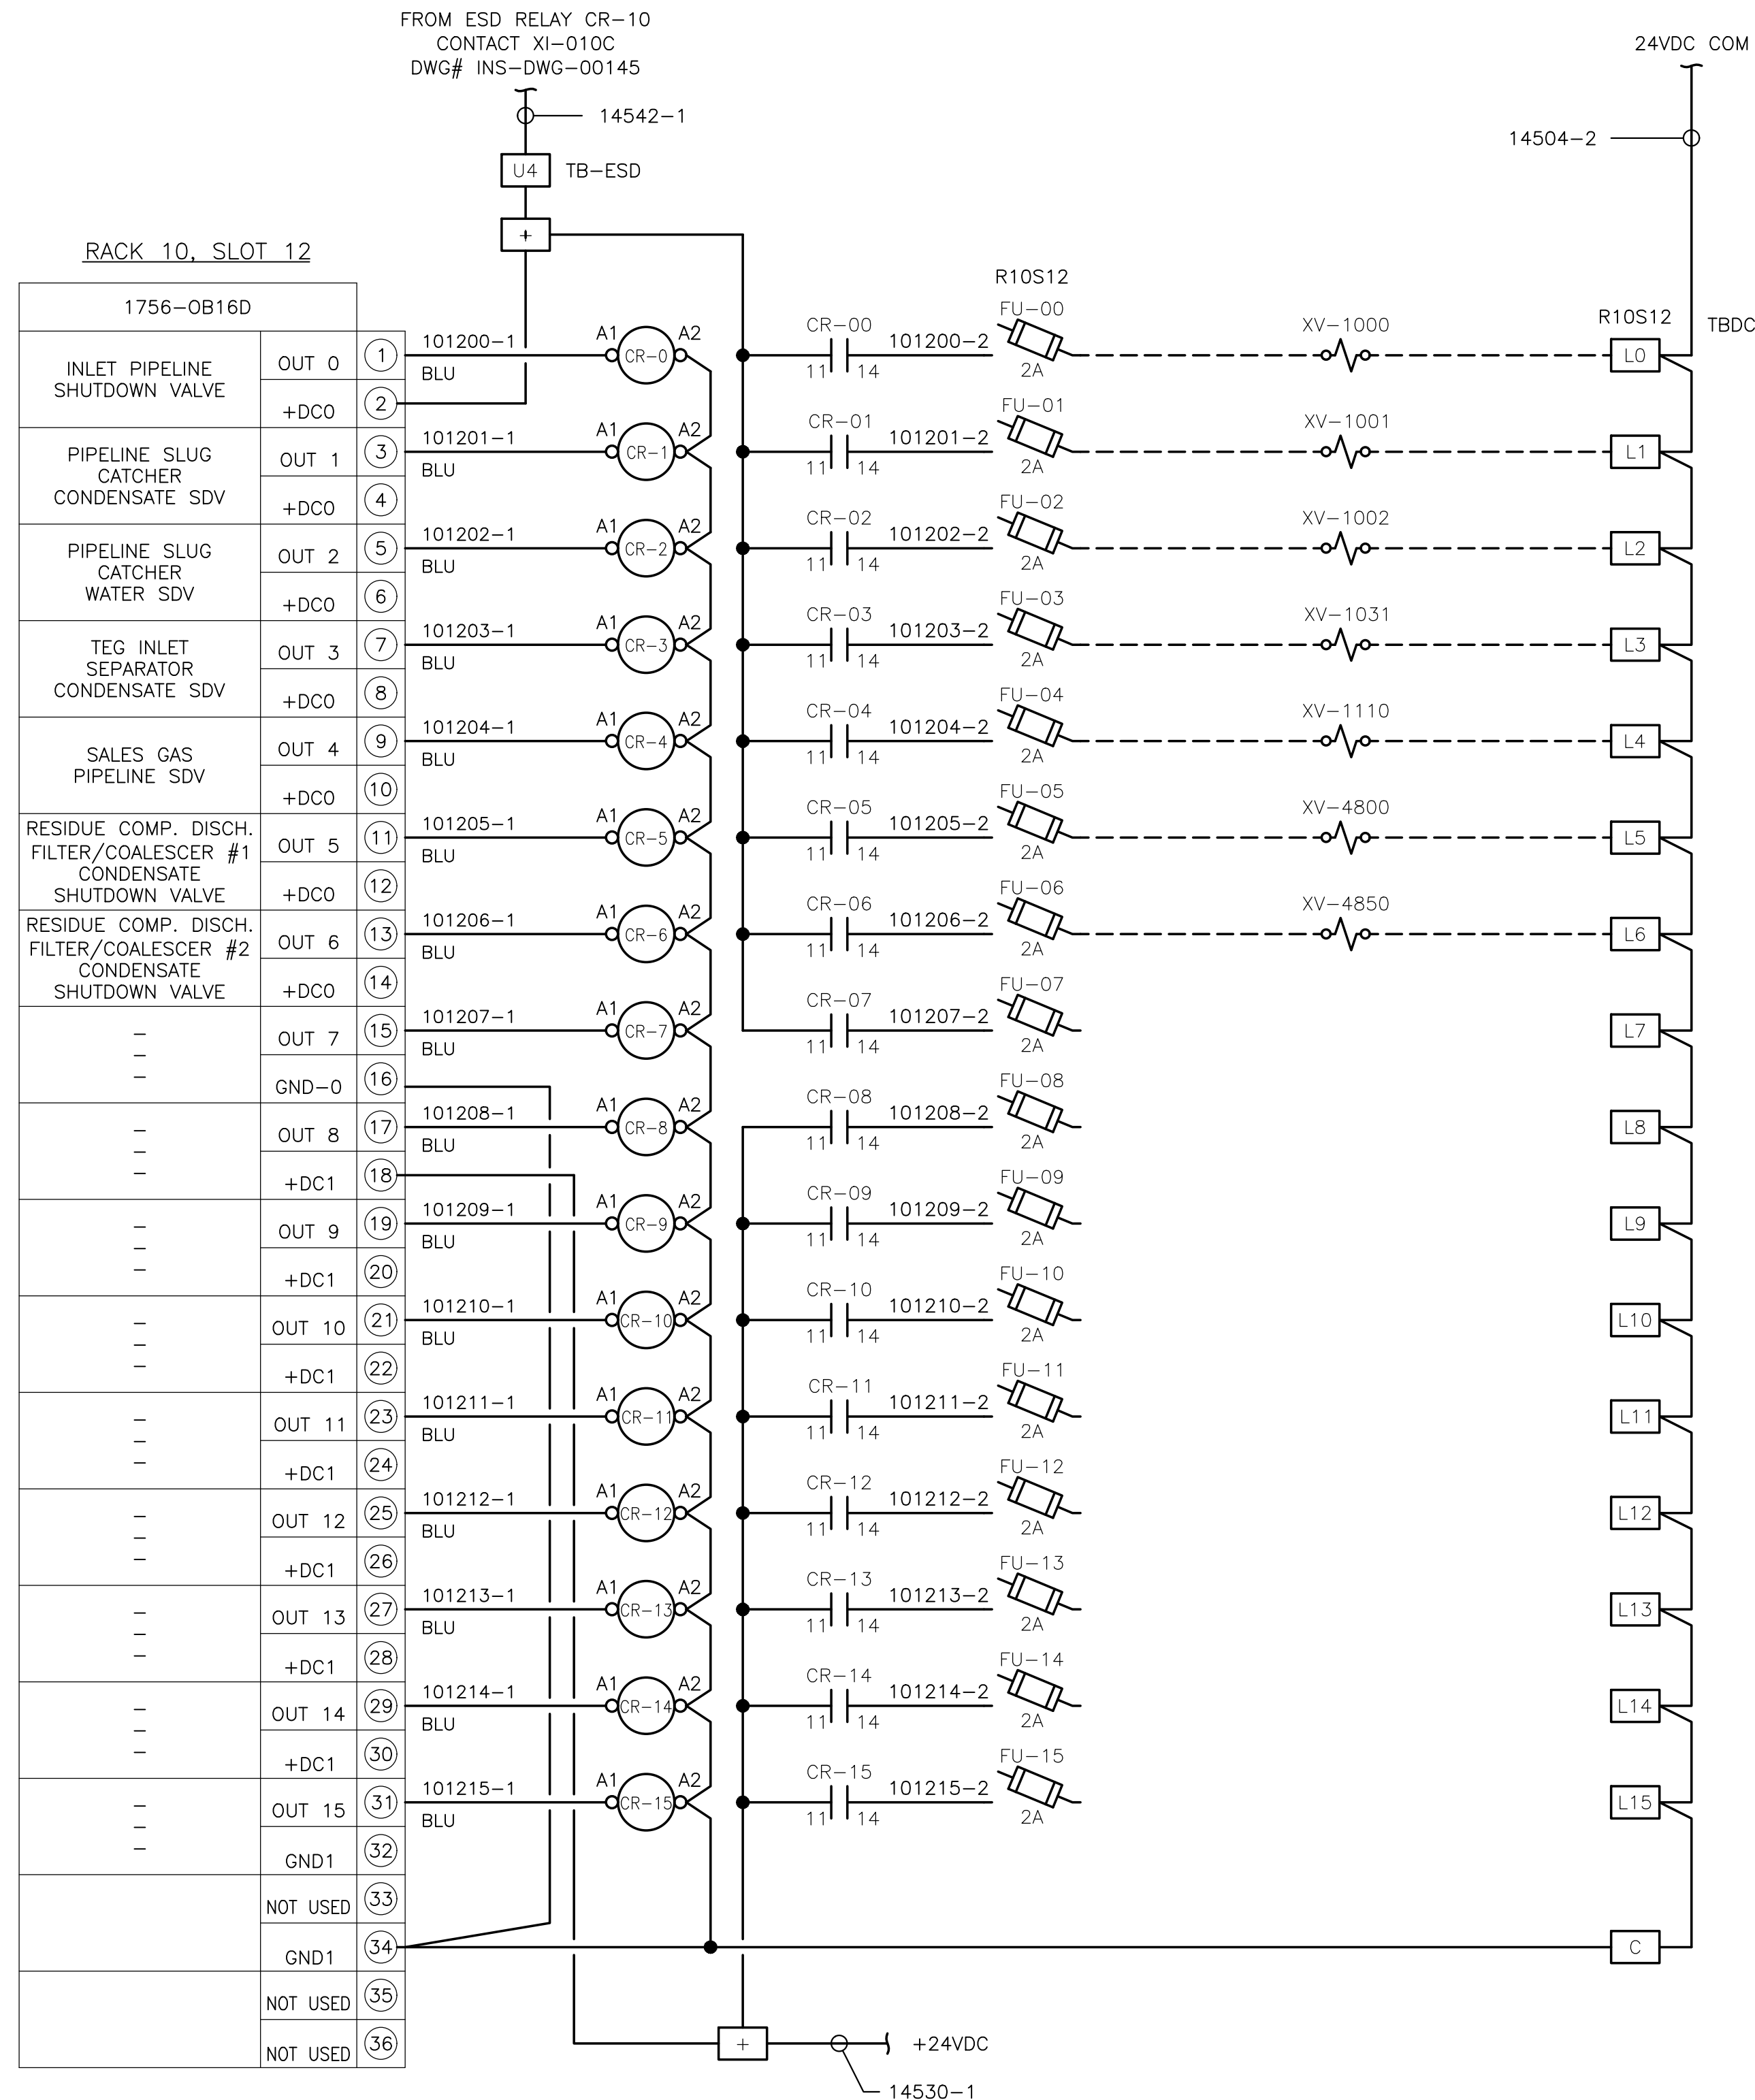 FROM ESD RELAY CR-10
CONTACT XI-010C
DWG# INS-DWG-00145
24VDC COM
14542-1
14504-2
U4 TB-ESD
+
RACK 10, SLOT 12
R10S12
1756-OB16D
R10S12 TBDC
INLET PIPELINE
SHUTDOWN VALVE
OUT 0 1 101200-1 BLU A1 CR-0 A2 CR-00 11 14 101200-2 FU-00 2A XV-1000 L0
+DC0 2
PIPELINE SLUG
CATCHER
CONDENSATE SDV
OUT 1 3 101201-1 BLU A1 CR-1 A2 CR-01 11 14 101201-2 FU-01 2A XV-1001 L1
+DC0 4
PIPELINE SLUG
CATCHER
WATER SDV
OUT 2 5 101202-1 BLU A1 CR-2 A2 CR-02 11 14 101202-2 FU-02 2A XV-1002 L2
+DC0 6
TEG INLET
SEPARATOR
CONDENSATE SDV
OUT 3 7 101203-1 BLU A1 CR-3 A2 CR-03 11 14 101203-2 FU-03 2A XV-1031 L3
+DC0 8
SALES GAS
PIPELINE SDV
OUT 4 9 101204-1 BLU A1 CR-4 A2 CR-04 11 14 101204-2 FU-04 2A XV-1110 L4
+DC0 10
RESIDUE COMP. DISCH.
FILTER/COALESCER #1
CONDENSATE
SHUTDOWN VALVE
OUT 5 11 101205-1 BLU A1 CR-5 A2 CR-05 11 14 101205-2 FU-05 2A XV-4800 L5
+DC0 12
RESIDUE COMP. DISCH.
FILTER/COALESCER #2
CONDENSATE
SHUTDOWN VALVE
OUT 6 13 101206-1 BLU A1 CR-6 A2 CR-06 11 14 101206-2 FU-06 2A XV-4850 L6
+DC0 14
OUT 7 15 101207-1 BLU A1 CR-7 A2 CR-07 11 14 101207-2 FU-07 2A L7
GND-0 16
OUT 8 17 101208-1 BLU A1 CR-8 A2 CR-08 11 14 101208-2 FU-08 2A L8
+DC1 18
OUT 9 19 101209-1 BLU A1 CR-9 A2 CR-09 11 14 101209-2 FU-09 2A L9
+DC1 20
OUT 10 21 101210-1 BLU A1 CR-10 A2 CR-10 11 14 101210-2 FU-10 2A L10
+DC1 22
OUT 11 23 101211-1 BLU A1 CR-11 A2 CR-11 11 14 101211-2 FU-11 2A L11
+DC1 24
OUT 12 25 101212-1 BLU A1 CR-12 A2 CR-12 11 14 101212-2 FU-12 2A L12
+DC1 26
OUT 13 27 101213-1 BLU A1 CR-13 A2 CR-13 11 14 101213-2 FU-13 2A L13
+DC1 28
OUT 14 29 101214-1 BLU A1 CR-14 A2 CR-14 11 14 101214-2 FU-14 2A L14
+DC1 30
OUT 15 31 101215-1 BLU A1 CR-15 A2 CR-15 11 14 101215-2 FU-15 2A L15
GND1 32
NOT USED 33
GND1 34 C
NOT USED 35
NOT USED 36
+ +24VDC
14530-1